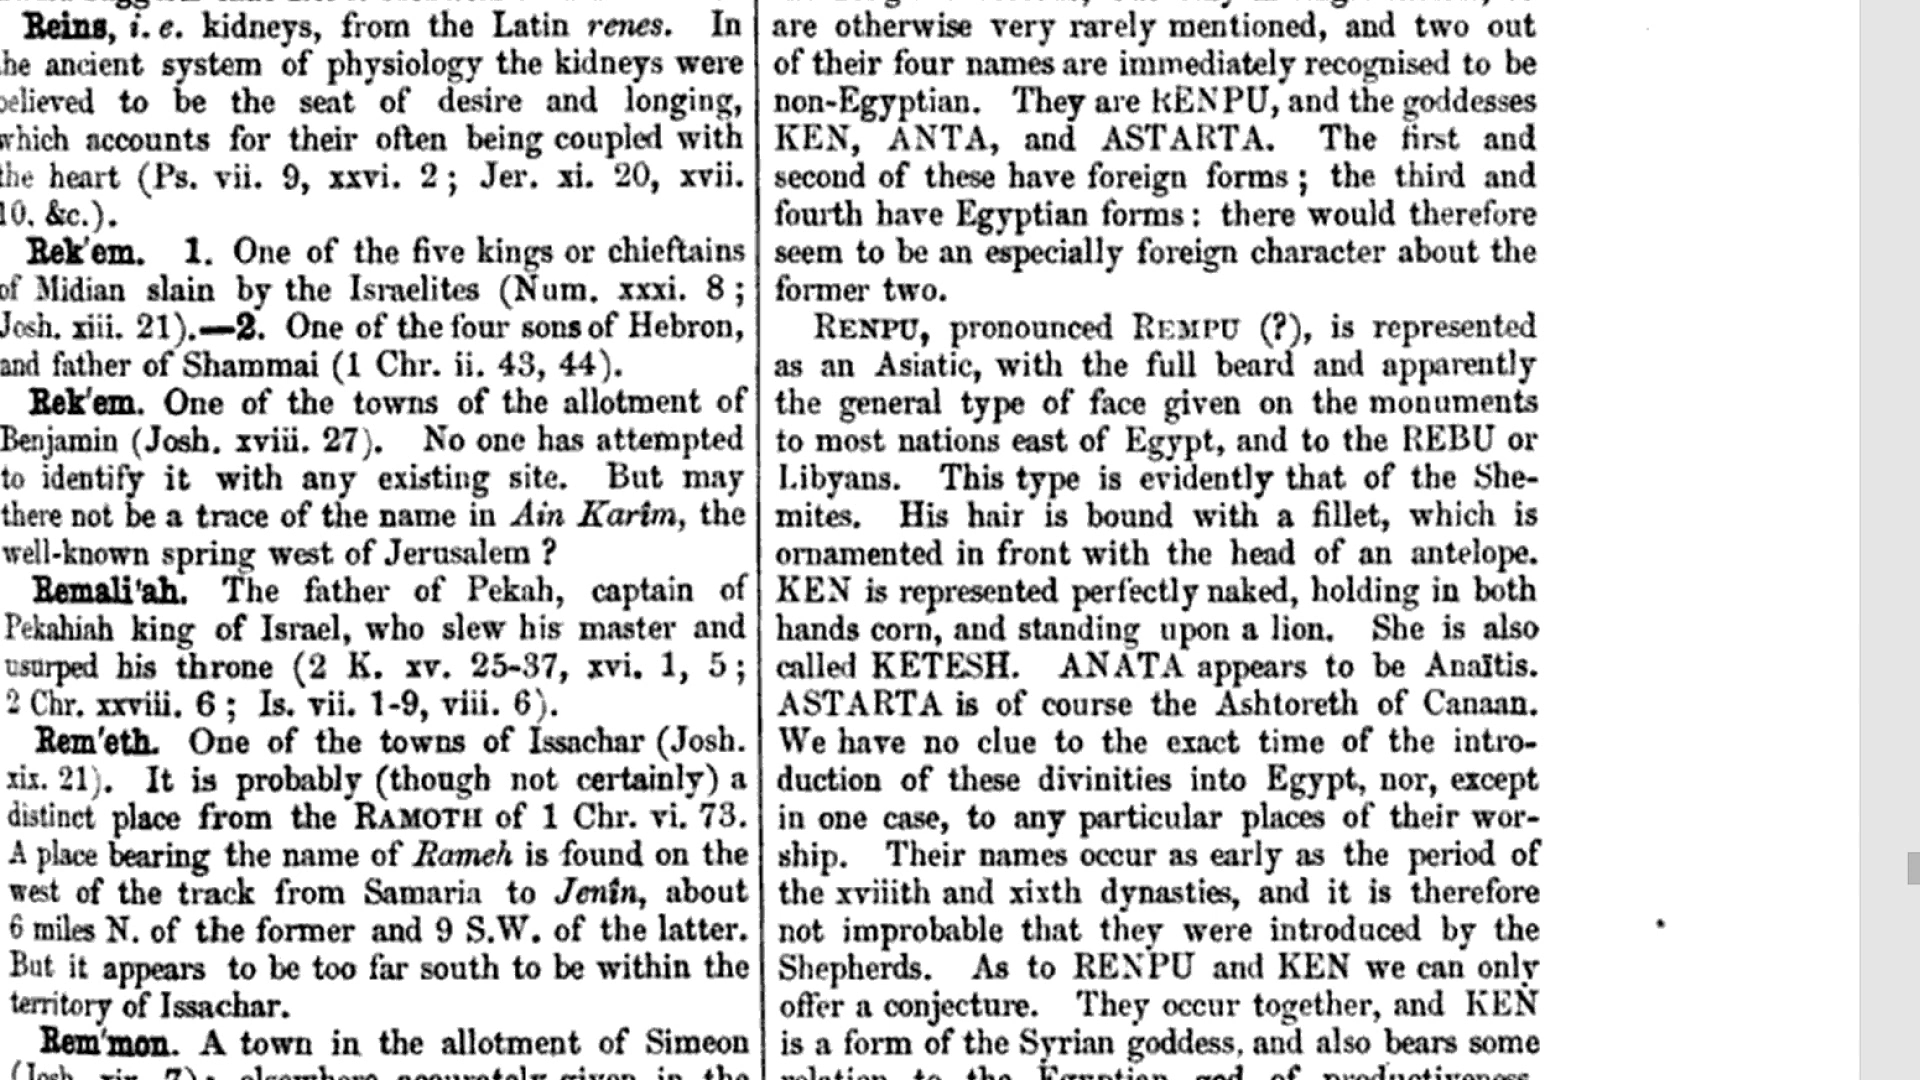 Reins, i. e. kidneys, from the Latin renes. In
he ancient system of physiology the kidneys were
believed to be the seat of desire and longing,
which accounts for their often being coupled with
the heart (Ps. vii. 9, xxvi. 2; Jer. xi. 20, xvii.
10. &c.).
Rek'em. 1. One of the five kings or chieftains
of Midian slain by the Israelites (Num. xxxi. 8;
Josh. xiii. 21).—2. One of the four sons of Hebron,
and father of Shammai (1 Chr. ii. 43, 44).
Rek'em. One of the towns of the allotment of
Benjamin (Josh. xviii. 27). No one has attempted
to identify it with any existing site. But may
there not be a trace of the name in Ain Karîm, the
well-known spring west of Jerusalem ?
Remali'ah. The father of Pekah, captain of
Pekahiah king of Israel, who slew his master and
usurped his throne (2 K. xv. 25-37, xvi. 1, 5;
2 Chr. xxviii. 6; Is. vii. 1-9, viii. 6).
Rem'eth. One of the towns of Issachar (Josh.
xix. 21). It is probably (though not certainly) a
distinct place from the RAMOTH of 1 Chr. vi. 73.
A place bearing the name of Rameh is found on the
west of the track from Samaria to Jenîn, about
6 miles N. of the former and 9 S.W. of the latter.
But it appears to be too far south to be within the
territory of Issachar.
Rem'mon. A town in the allotment of Simeon
(Josh. xix. 7); elsewhere accurately given in the
are otherwise very rarely mentioned, and two out
of their four names are immediately recognised to be
non-Egyptian. They are RENPU, and the goddesses
KEN, ANTA, and ASTARTA. The first and
second of these have foreign forms; the third and
fourth have Egyptian forms: there would therefore
seem to be an especially foreign character about the
former two.
RENPU, pronounced REMPU (?), is represented
as an Asiatic, with the full beard and apparently
the general type of face given on the monuments
to most nations east of Egypt, and to the REBU or
Libyans. This type is evidently that of the She-
mites. His hair is bound with a fillet, which is
ornamented in front with the head of an antelope.
KEN is represented perfectly naked, holding in both
hands corn, and standing upon a lion. She is also
called KETESH. ANATA appears to be Anaïtis.
ASTARTA is of course the Ashtoreth of Canaan.
We have no clue to the exact time of the intro-
duction of these divinities into Egypt, nor, except
in one case, to any particular places of their wor-
ship. Their names occur as early as the period of
the xviiith and xixth dynasties, and it is therefore
not improbable that they were introduced by the
Shepherds. As to RENPU and KEN we can only
offer a conjecture. They occur together, and KEN
is a form of the Syrian goddess, and also bears some
relation to the Egyptian god of productiveness,